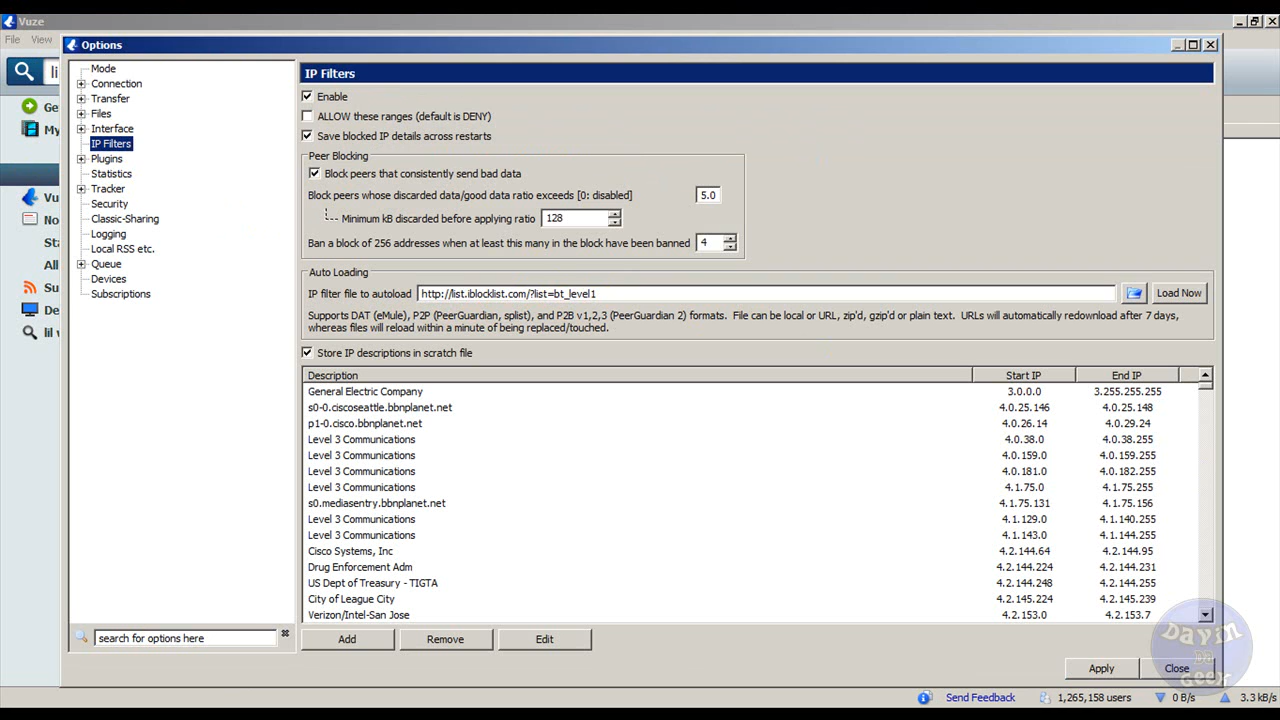 Vuze
Options
File View
Mode
Connection
Transfer
Files
Interface
IP Filters
Plugins
Statistics
Tracker
Security
Classic-Sharing
Logging
Local RSS etc.
Queue
Devices
Subscriptions
search for options here
li
Ge
My
Vuz
No
Sta
All
Su
De
lil v
IP Filters
Enable
ALLOW these ranges (default is DENY)
Save blocked IP details across restarts
Peer Blocking
Block peers that consistently send bad data
Block peers whose discarded data/good data ratio exceeds [0: disabled] 5.0
Minimum kB discarded before applying ratio 128
Ban a block of 256 addresses when at least this many in the block have been banned 4
Auto Loading
IP filter file to autoload http://list.iblocklist.com/?list=bt_level1 Load Now
Supports DAT (eMule), P2P (PeerGuardian, splist), and P2B v1,2,3 (PeerGuardian 2) formats. File can be local or URL, zip'd, gzip'd or plain text. URLs will automatically redownload after 7 days,
whereas files will reload within a minute of being replaced/touched.
Store IP descriptions in scratch file
Description Start IP End IP
General Electric Company 3.0.0.0 3.255.255.255
s0-0.ciscoseattle.bbnplanet.net 4.0.25.146 4.0.25.148
p1-0.cisco.bbnplanet.net 4.0.26.14 4.0.29.24
Level 3 Communications 4.0.38.0 4.0.38.255
Level 3 Communications 4.0.159.0 4.0.159.255
Level 3 Communications 4.0.181.0 4.0.182.255
Level 3 Communications 4.1.75.0 4.1.75.255
s0.mediasentry.bbnplanet.net 4.1.75.131 4.1.75.156
Level 3 Communications 4.1.129.0 4.1.140.255
Level 3 Communications 4.1.143.0 4.1.144.255
Cisco Systems, Inc 4.2.144.64 4.2.144.95
Drug Enforcement Adm 4.2.144.224 4.2.144.231
US Dept of Treasury - TIGTA 4.2.144.248 4.2.144.255
City of League City 4.2.145.224 4.2.145.239
Verizon/Intel-San Jose 4.2.153.0 4.2.153.7
Add Remove Edit
Apply Close
Davin
Da
Geek
Send Feedback 1,265,158 users 0 B/s 3.3 kB/s